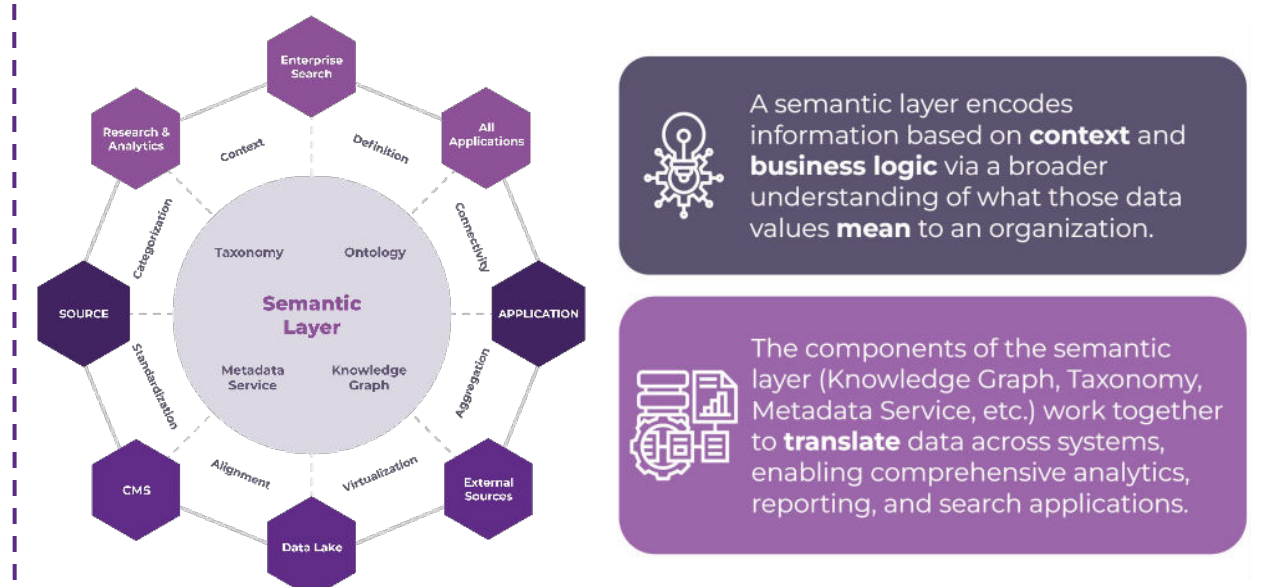 Enterprise
Search
Research &
Analytics
All
Applications
Context
Definition
Categorization
Connectivity
Taxonomy
Ontology
SOURCE
Semantic
Layer
APPLICATION
Metadata
Service
Knowledge
Graph
Standardization
Aggregation
Alignment
Virtualization
CMS
External
Sources
Data Lake
A semantic layer encodes
information based on context and
business logic via a broader
understanding of what those data
values mean to an organization.
The components of the semantic
layer (Knowledge Graph, Taxonomy,
Metadata Service, etc.) work together
to translate data across systems,
enabling comprehensive analytics,
reporting, and search applications.